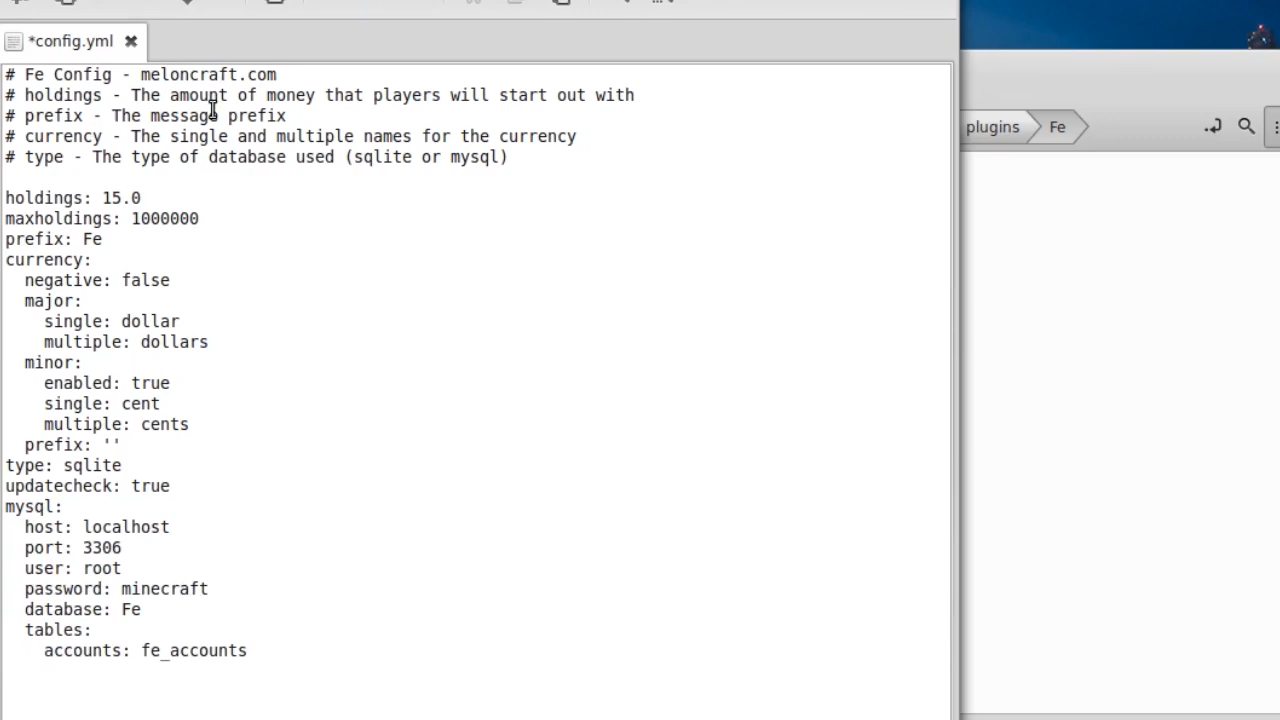 *config.yml
# Fe Config - meloncraft.com
# holdings - The amount of money that players will start out with
# prefix - The message prefix
# currency - The single and multiple names for the currency
# type - The type of database used (sqlite or mysql)
holdings: 15.0
maxholdings: 1000000
prefix: Fe
currency:
  negative: false
  major:
    single: dollar
    multiple: dollars
  minor:
    enabled: true
    single: cent
    multiple: cents
  prefix: ''
type: sqlite
updatecheck: true
mysql:
  host: localhost
  port: 3306
  user: root
  password: minecraft
  database: Fe
  tables:
    accounts: fe_accounts
plugins Fe